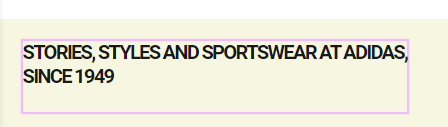 STORIES, STYLES AND SPORTSWEAR AT ADIDAS,
SINCE 1949